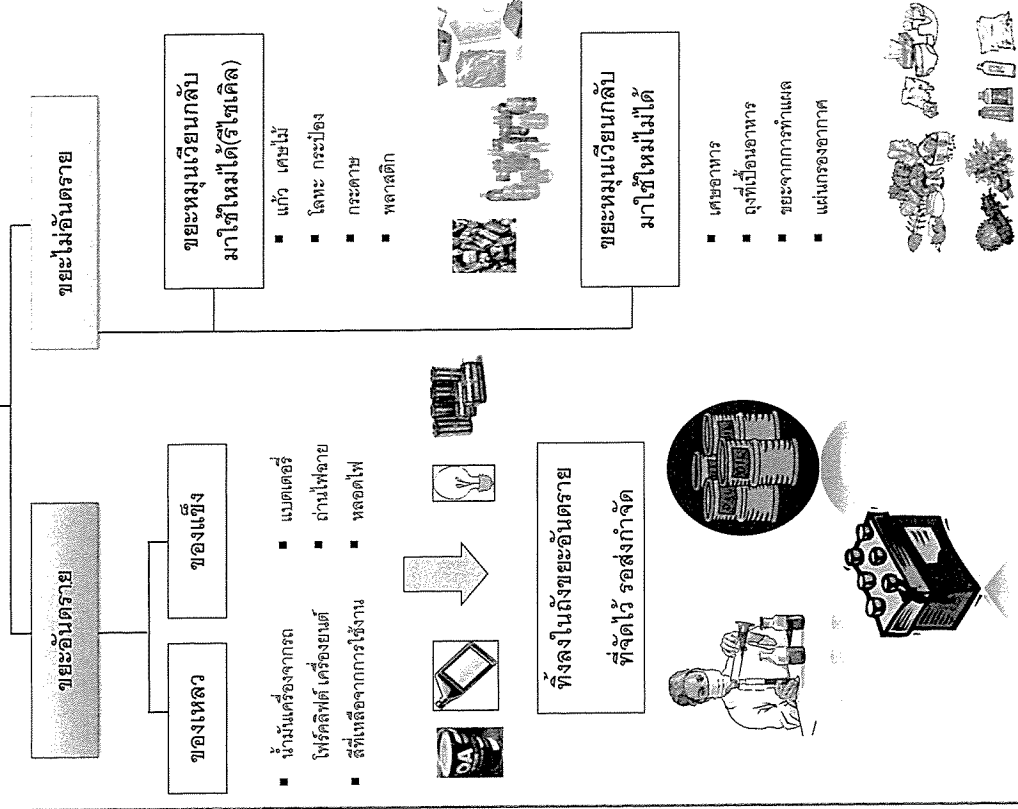 ขยะอันตราย
ของเหลว
■ น้ำมันเครื่องจากรถ
โฟร์คลิฟต์ เครื่องยนต์
■ สีที่เหลือจากการใช้งาน
ของแข็ง
■ แบตเตอรี่
■ ถ่านไฟฉาย
■ หลอดไฟ
ทิ้งลงในถังขยะอันตราย
ที่จัดไว้ รอส่งกำจัด
ขยะไม่อันตราย
ขยะหมุนเวียนกลับ
มาใช้ใหม่ได้(รีไซเคิล)
■ แก้ว เศษไม้
■ โลหะ กระป๋อง
■ กระดาษ
■ พลาสติก
ขยะหมุนเวียนกลับ
มาใช้ใหม่ไม่ได้
■ เศษอาหาร
■ ถุงที่เปื้อนอาหาร
■ ขยะจากการทำแผล
■ แผ่นกรองอากาศ